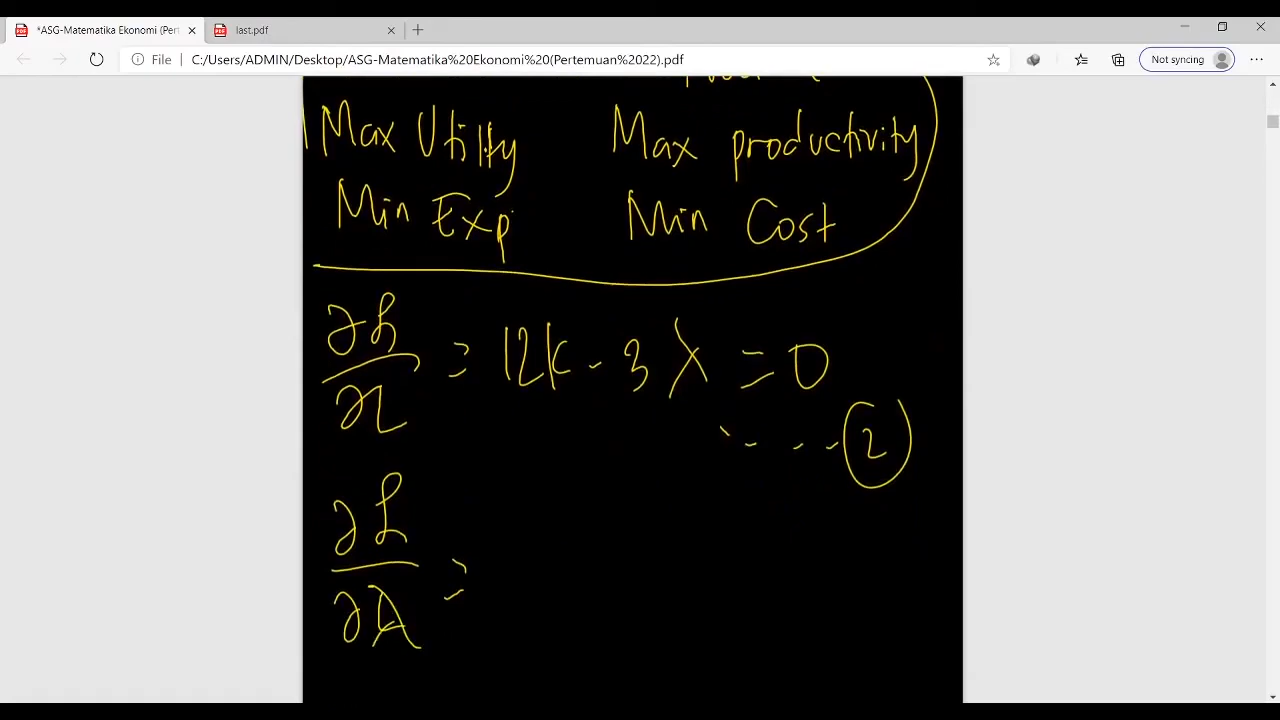 *ASG-Matematika Ekonomi (Pert
last.pdf
File
C:/Users/ADMIN/Desktop/ASG-Matematika%20Ekonomi%20(Pertemuan%2022).pdf
Not syncing
Max Utility Max productivity
Min Exp Min Cost
∂L/∂L = 12K - 3λ = 0
.... 2
∂L/∂λ =